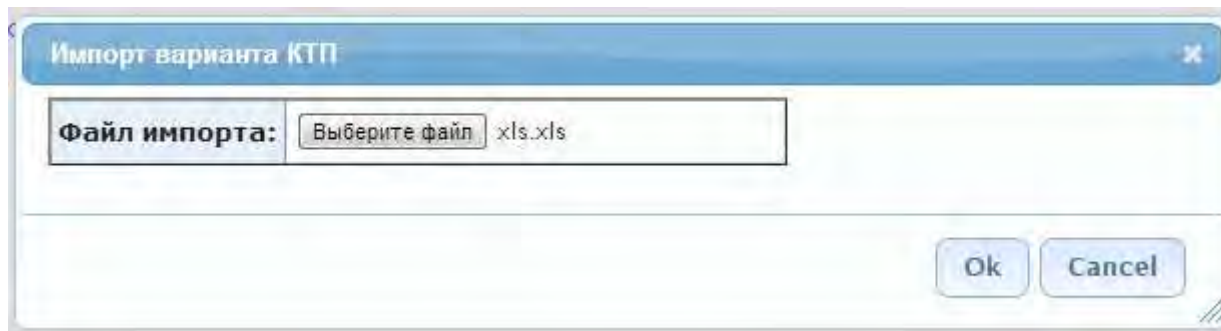 Импорт варианта КТП
Файл импорта: Выберите файл xls.xls
Ok Cancel